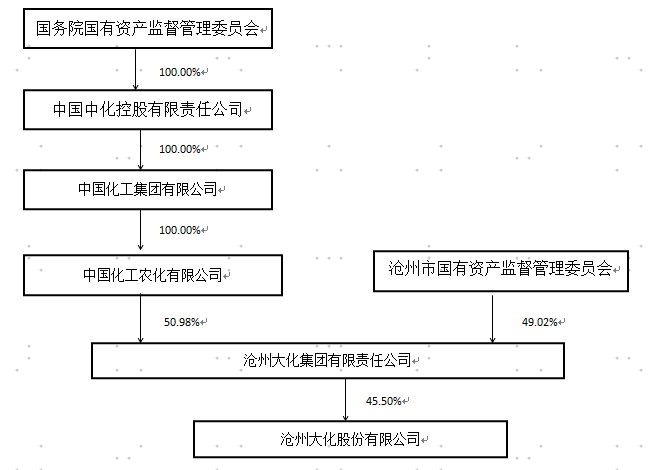 国务院国有资产监督管理委员会
100.00%
中国中化控股有限责任公司
100.00%
中国化工集团有限公司
100.00%
中国化工农化有限公司
沧州市国有资产监督管理委员会
50.98%
49.02%
沧州大化集团有限责任公司
45.50%
沧州大化股份有限公司